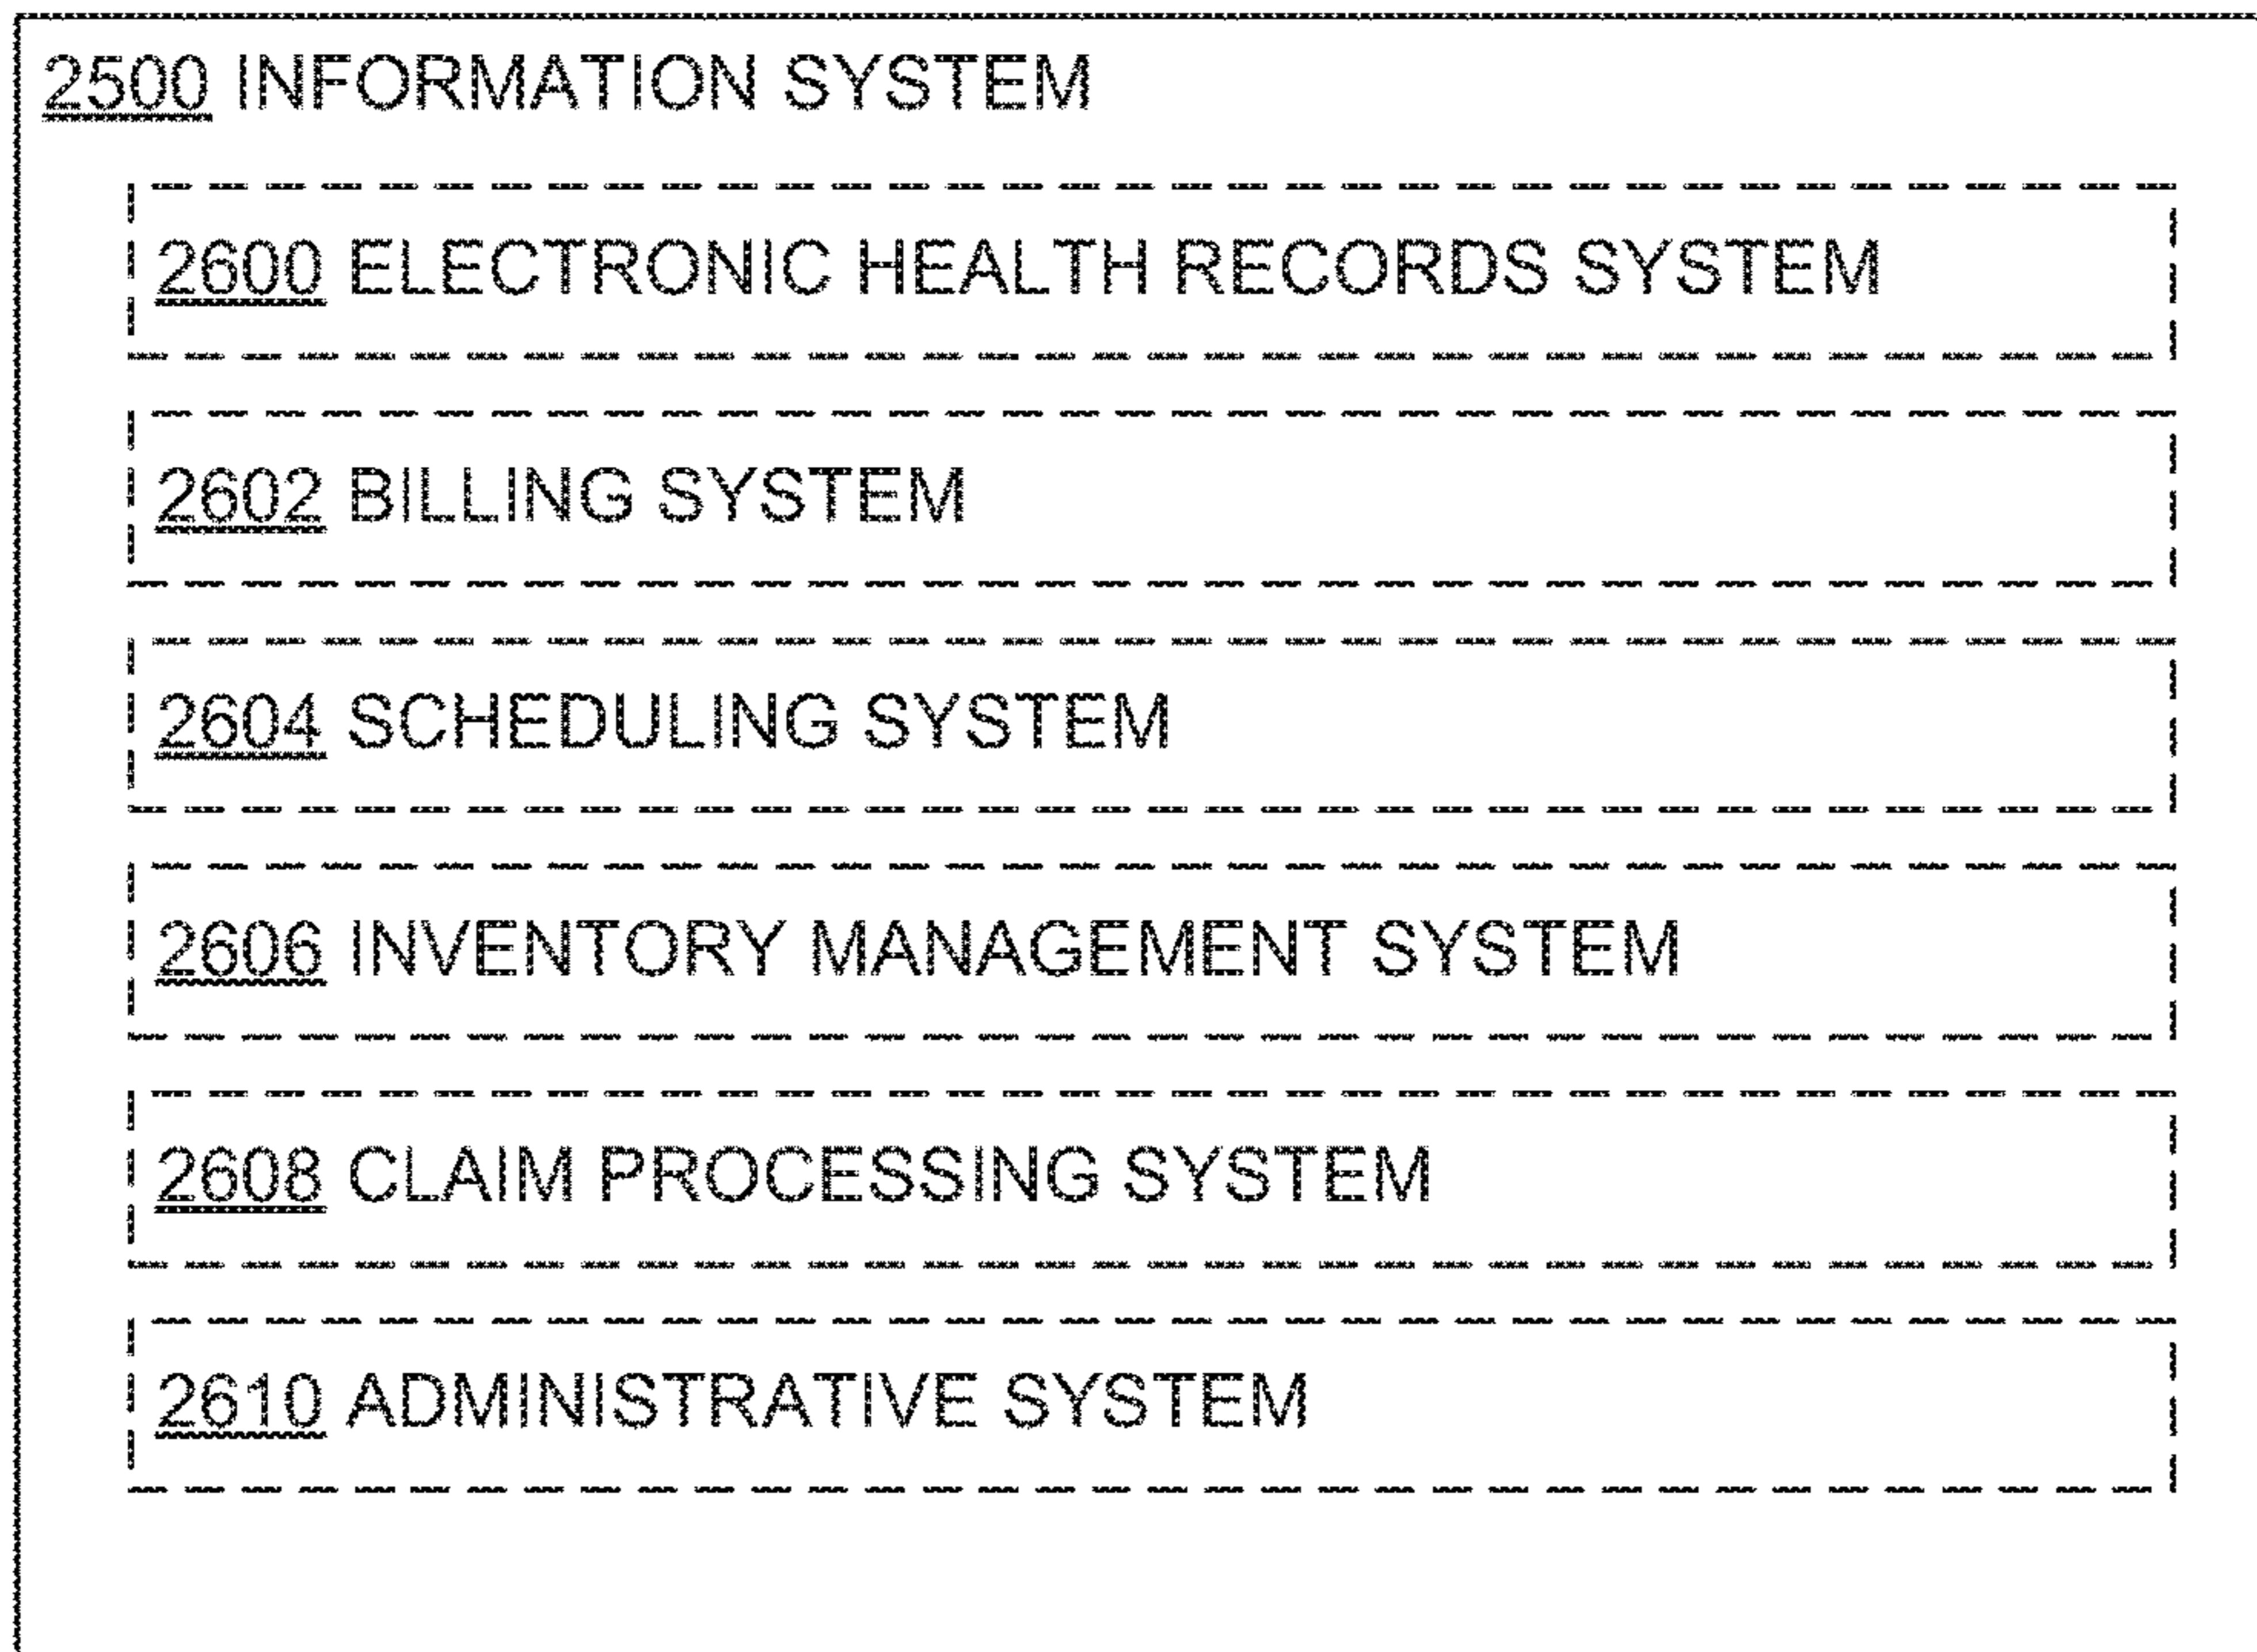 2500 INFORMATION SYSTEM
2600 ELECTRONIC HEALTH RECORDS SYSTEM
2602 BILLING SYSTEM
2604 SCHEDULING SYSTEM
2606 INVENTORY MANAGEMENT SYSTEM
2608 CLAIM PROCESSING SYSTEM
2610 ADMINISTRATIVE SYSTEM